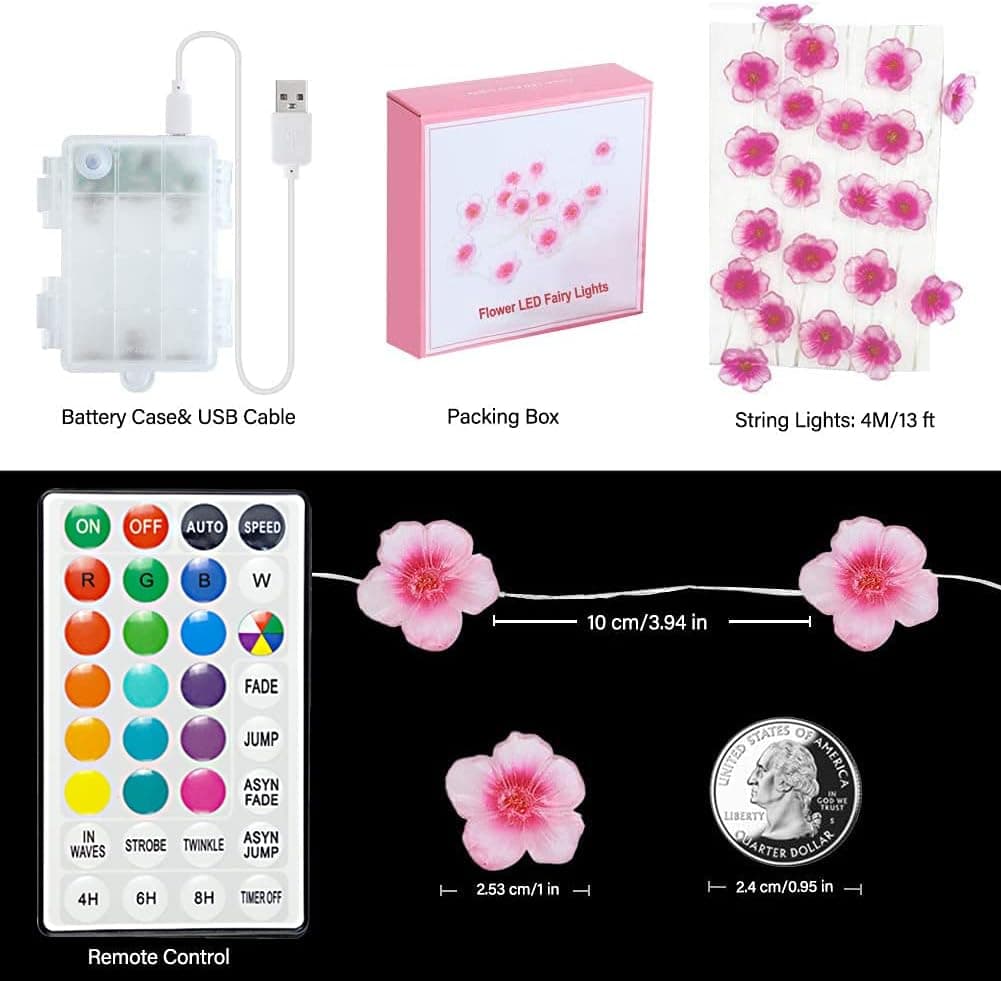 Flower LED Fairy Lights
Battery Case& USB Cable
Packing Box
String Lights: 4M/13 ft
ON OFF AUTO SPEED
R G B W
FADE
JUMP
ASYN
FADE
IN
WAVES
STROBE
TWINKLE
ASYN
JUMP
4H 6H 8H TIMER OFF
Remote Control
10 cm/3.94 in
2.53 cm/1 in
UNITED STATES OF AMERICA
LIBERTY
IN
GOD WE
TRUST
S
QUARTER DOLLAR
2.4 cm/0.95 in